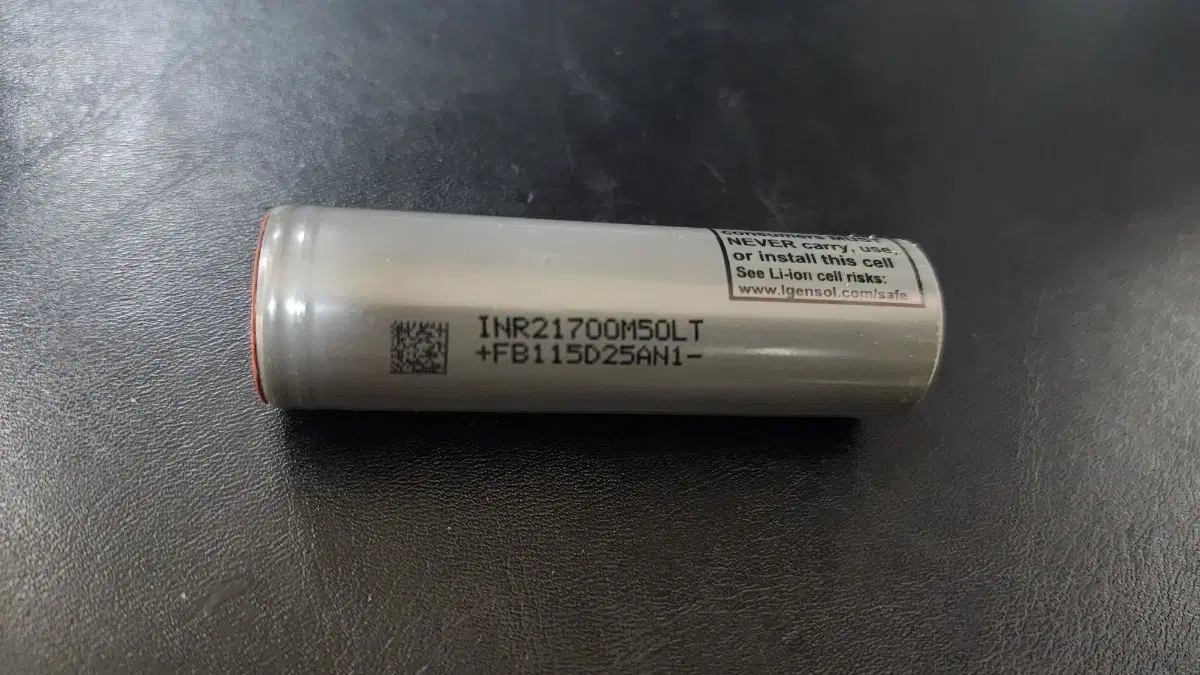 NEVER carry, use,
or install this cell
See Li-ion cell risks:
www.lgensol.com/safe
INR21700M50LT
+FB115D25AN1-